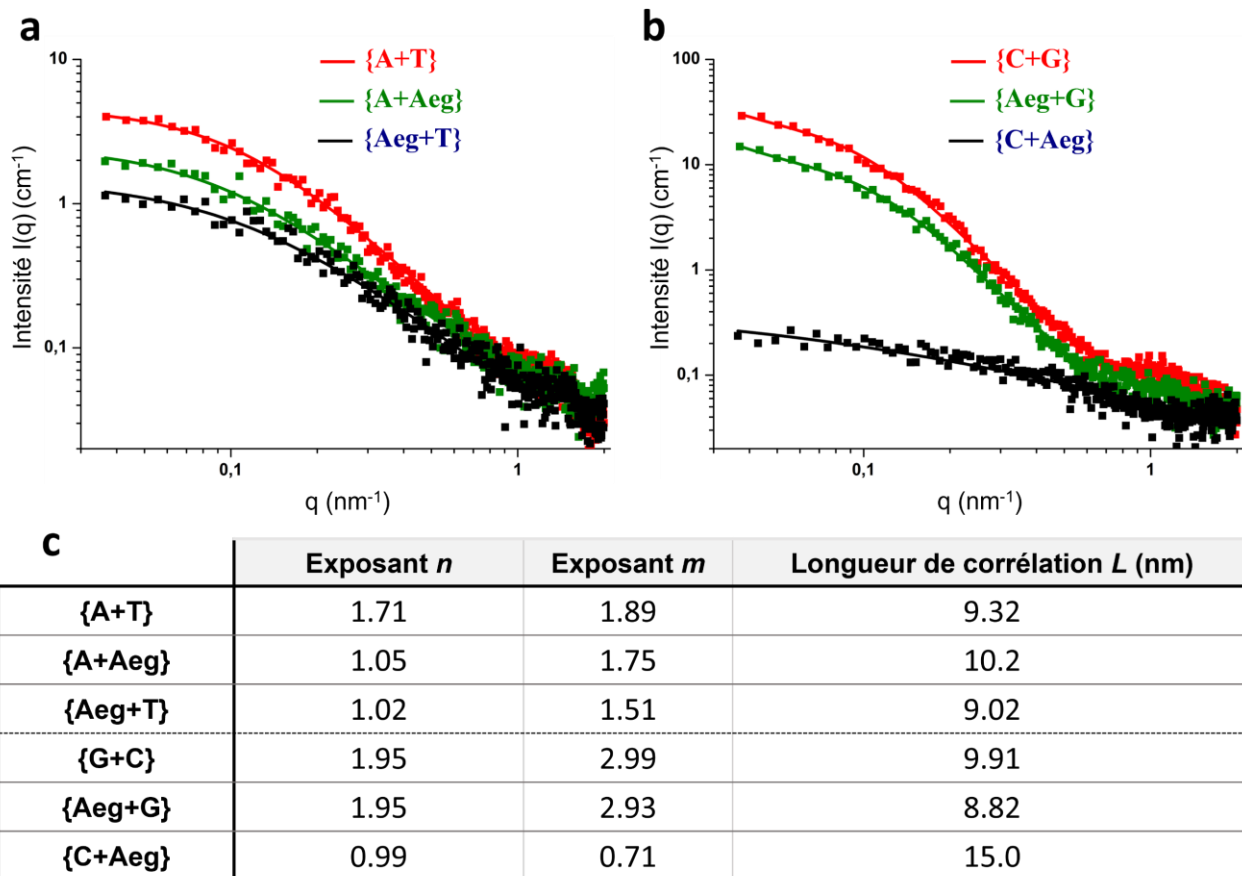 a
10
1
0,1
0,1
1
Intensité I(q) (cm-1)
q (nm-1)
{A+T}
{A+Aeg}
{Aeg+T}
b
100
10
1
0,1
0,1
1
Intensité I(q) (cm-1)
q (nm-1)
{C+G}
{Aeg+G}
{C+Aeg}
c
Exposant n Exposant m Longueur de corrélation L (nm)
{A+T} 1.71 1.89 9.32
{A+Aeg} 1.05 1.75 10.2
{Aeg+T} 1.02 1.51 9.02
{G+C} 1.95 2.99 9.91
{Aeg+G} 1.95 2.93 8.82
{C+Aeg} 0.99 0.71 15.0